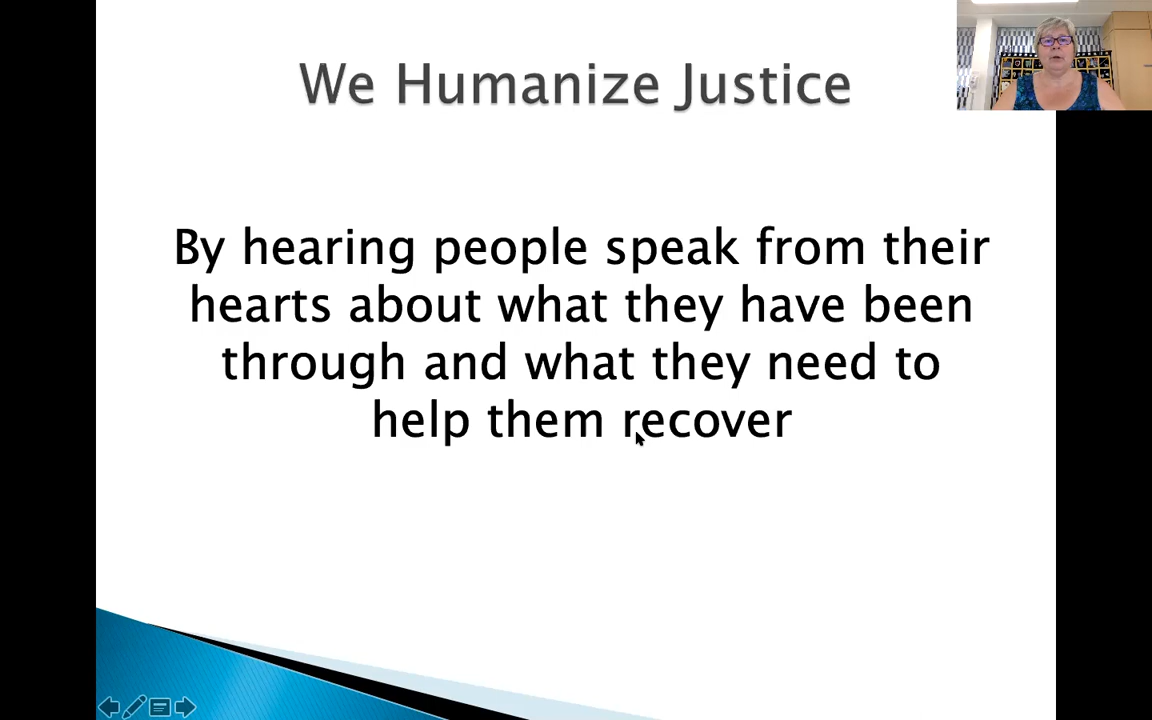 We Humanize Justice
By hearing people speak from their
hearts about what they have been
through and what they need to
help them recover